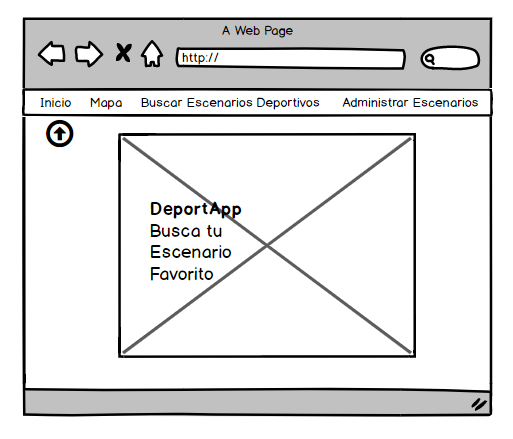 A Web Page
http://
Inicio Mapa Buscar Escenarios Deportivos Administrar Escenarios
DeportApp
Busca tu
Escenario
Favorito